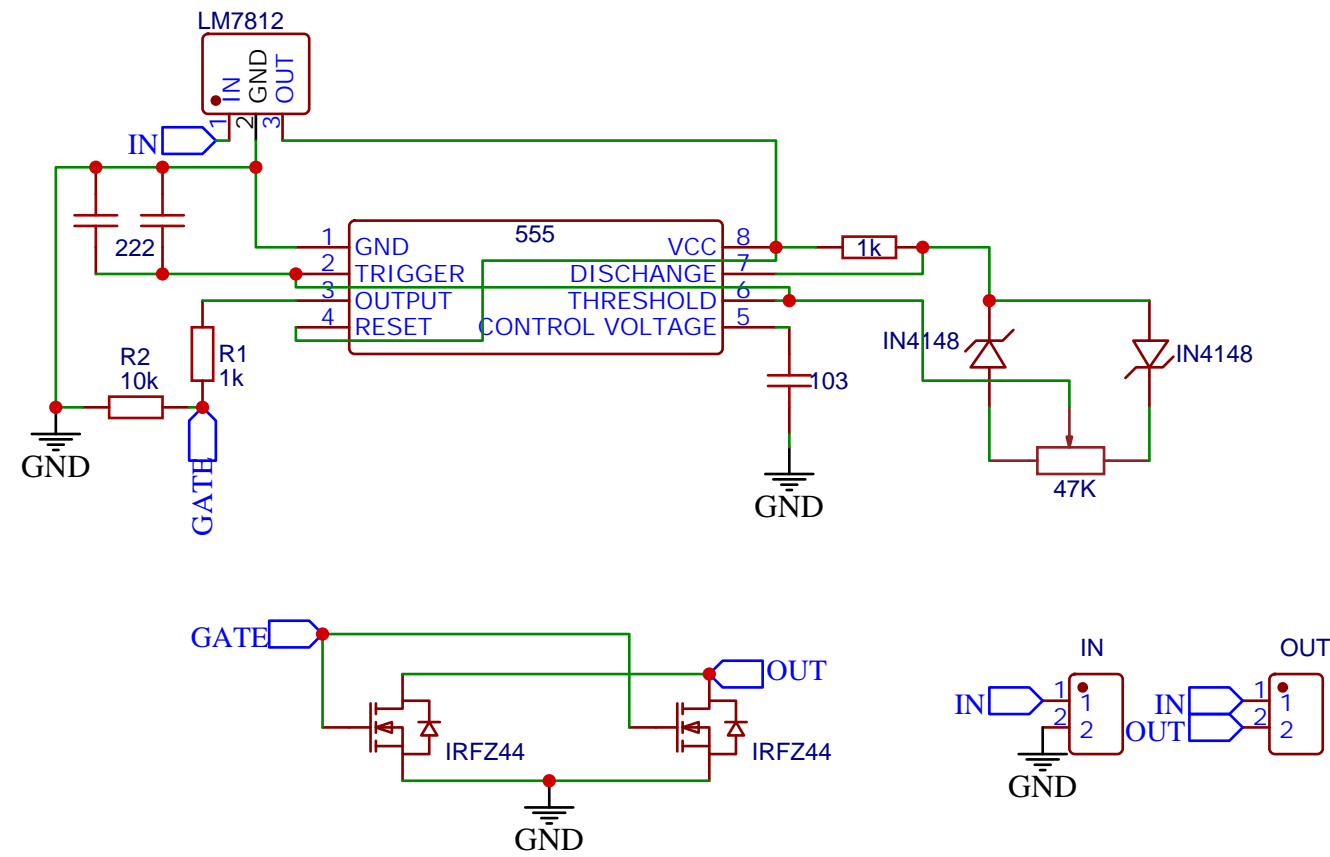 LM7812
IN
GND
OUT
1
2
3
IN
222
555
1
GND
VCC
8
1k
2
TRIGGER
DISCHANGE
7
3
OUTPUT
THRESHOLD
6
4
RESET
CONTROL VOLTAGE
5
R1
1k
R2
10k
GND
GATE
103
GND
IN4148
IN4148
47K
GATE
OUT
IRFZ44
IRFZ44
GND
IN
IN
1
1
2
2
GND
OUT
IN
1
1
OUT
2
2